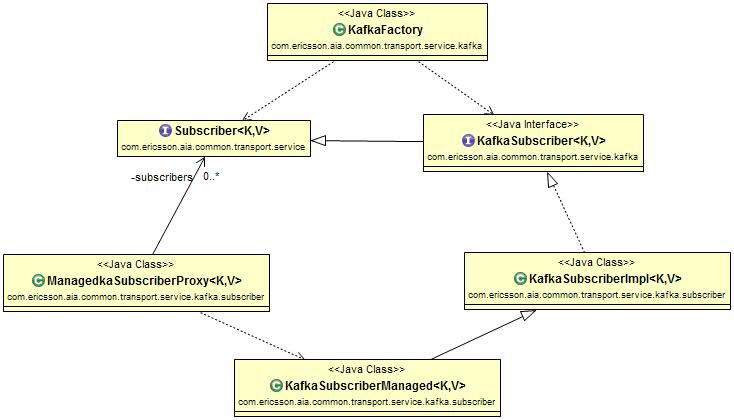 <<Java Class>>
C KafkaFactory
com.ericsson.aia.common.transport.service.kafka
I Subscriber<K,V>
com.ericsson.aia.common.transport.service
<<Java Interface>>
I KafkaSubscriber<K,V>
com.ericsson.aia.common.transport.service.kafka
-subscribers 0..*
<<Java Class>>
C ManagedkaSubscriberProxy<K,V>
com.ericsson.aia.common.transport.service.kafka.subscriber
<<Java Class>>
C KafkaSubscriberImpl<K,V>
com.ericsson.aia.common.transport.service.kafka.subscriber
<<Java Class>>
C KafkaSubscriberManaged<K,V>
com.ericsson.aia.common.transport.service.kafka.subscriber